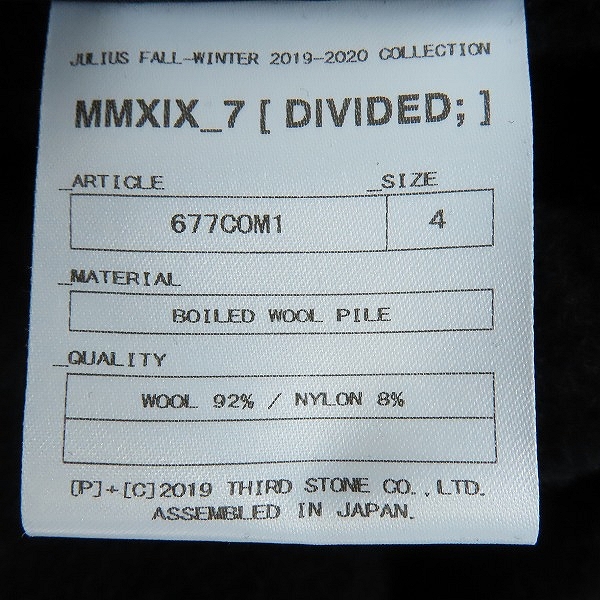 JULIUS FALL-WINTER 2019-2020 COLLECTION
MMXIX_7 [ DIVIDED; ]
_ARTICLE _SIZE
677COM1 4
_MATERIAL
BOILED WOOL PILE
_QUALITY
WOOL 92% / NYLON 8%
[P]+[C]2019 THIRD STONE CO.,LTD.
ASSEMBLED IN JAPAN.